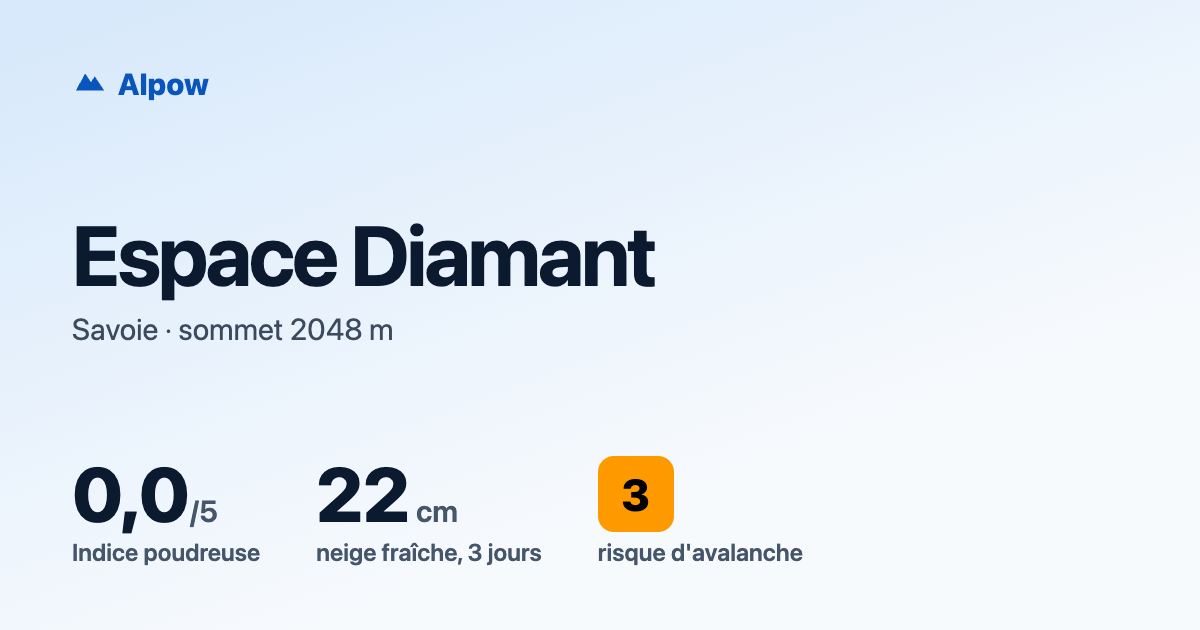 Alpow
Espace Diamant
Savoie · sommet 2048 m
0,0/5
Indice poudreuse
22 cm
neige fraîche, 3 jours
3
risque d'avalanche